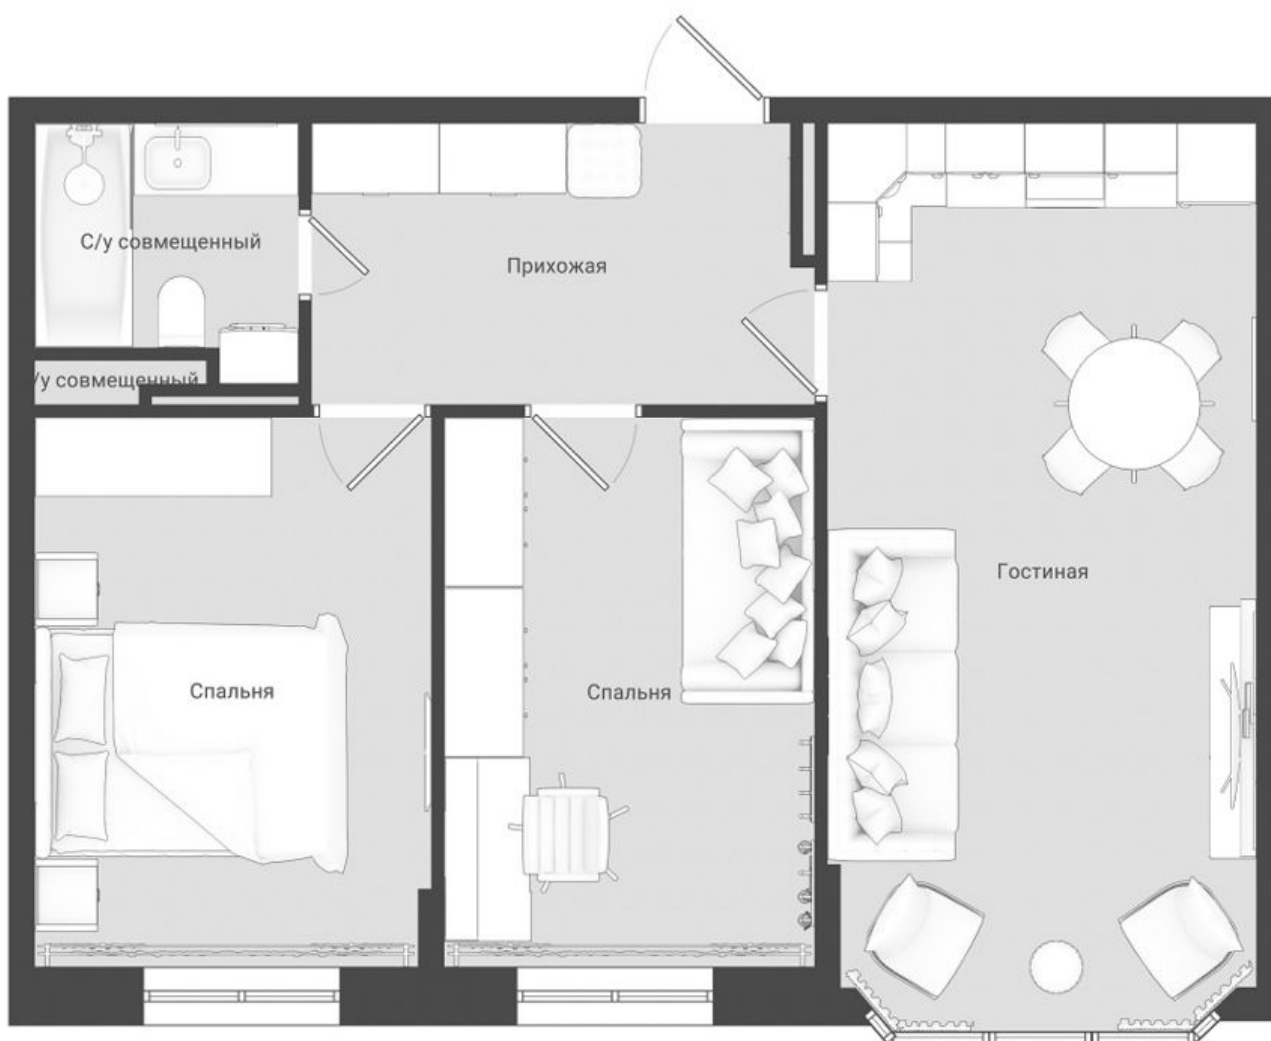 С/у совмещенный
Прихожая
/у совмещенный
Гостиная
Спальня
Спальня